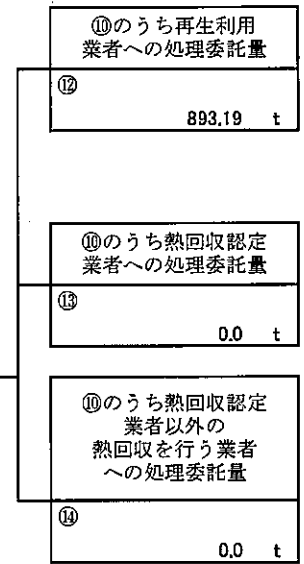 ⑩のうち再生利用
業者への処理委託量
⑫
893.19 t
⑩のうち熱回収認定
業者への処理委託量
⑬
0.0 t
⑩のうち熱回収認定
業者以外の
熱回収を行う業者
への処理委託量
⑭
0.0 t